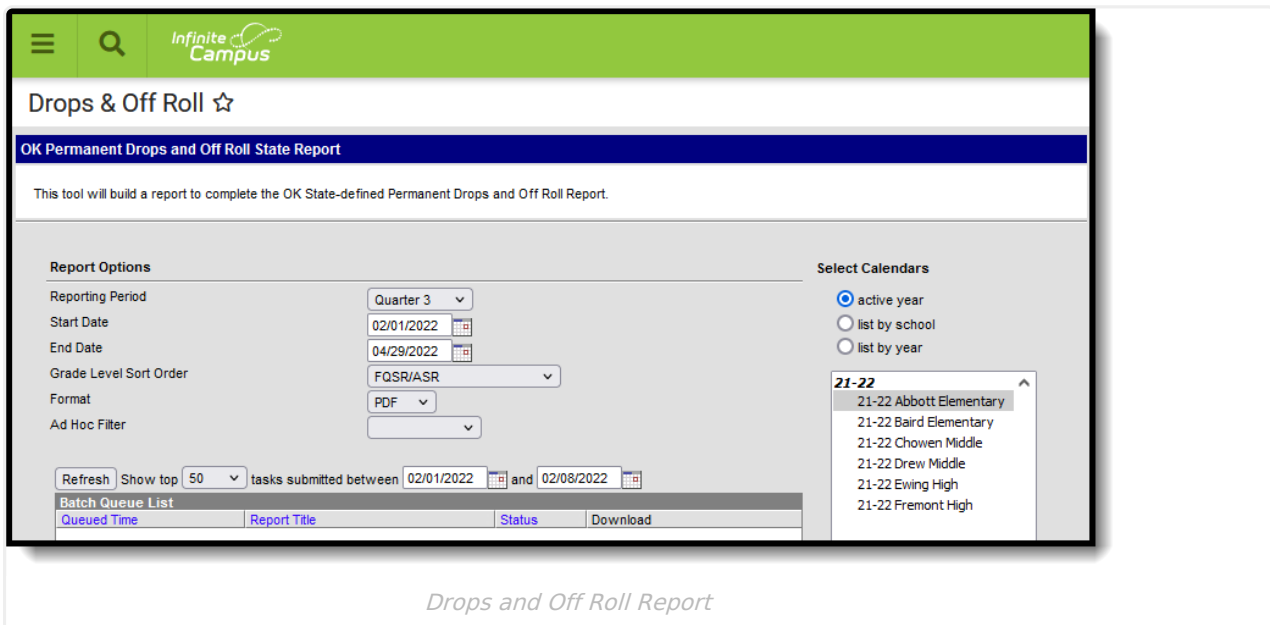 Infinite
Campus
Drops & Off Roll
OK Permanent Drops and Off Roll State Report
This tool will build a report to complete the OK State-defined Permanent Drops and Off Roll Report.
Report Options
Reporting Period Quarter 3
Start Date 02/01/2022
End Date 04/29/2022
Grade Level Sort Order FQSR/ASR
Format PDF
Ad Hoc Filter
Select Calendars
active year
list by school
list by year
21-22
21-22 Abbott Elementary
21-22 Baird Elementary
21-22 Chowen Middle
21-22 Drew Middle
21-22 Ewing High
21-22 Fremont High
Refresh Show top 50 tasks submitted between 02/01/2022 and 02/08/2022
Batch Queue List
Queued Time Report Title Status Download
Drops and Off Roll Report